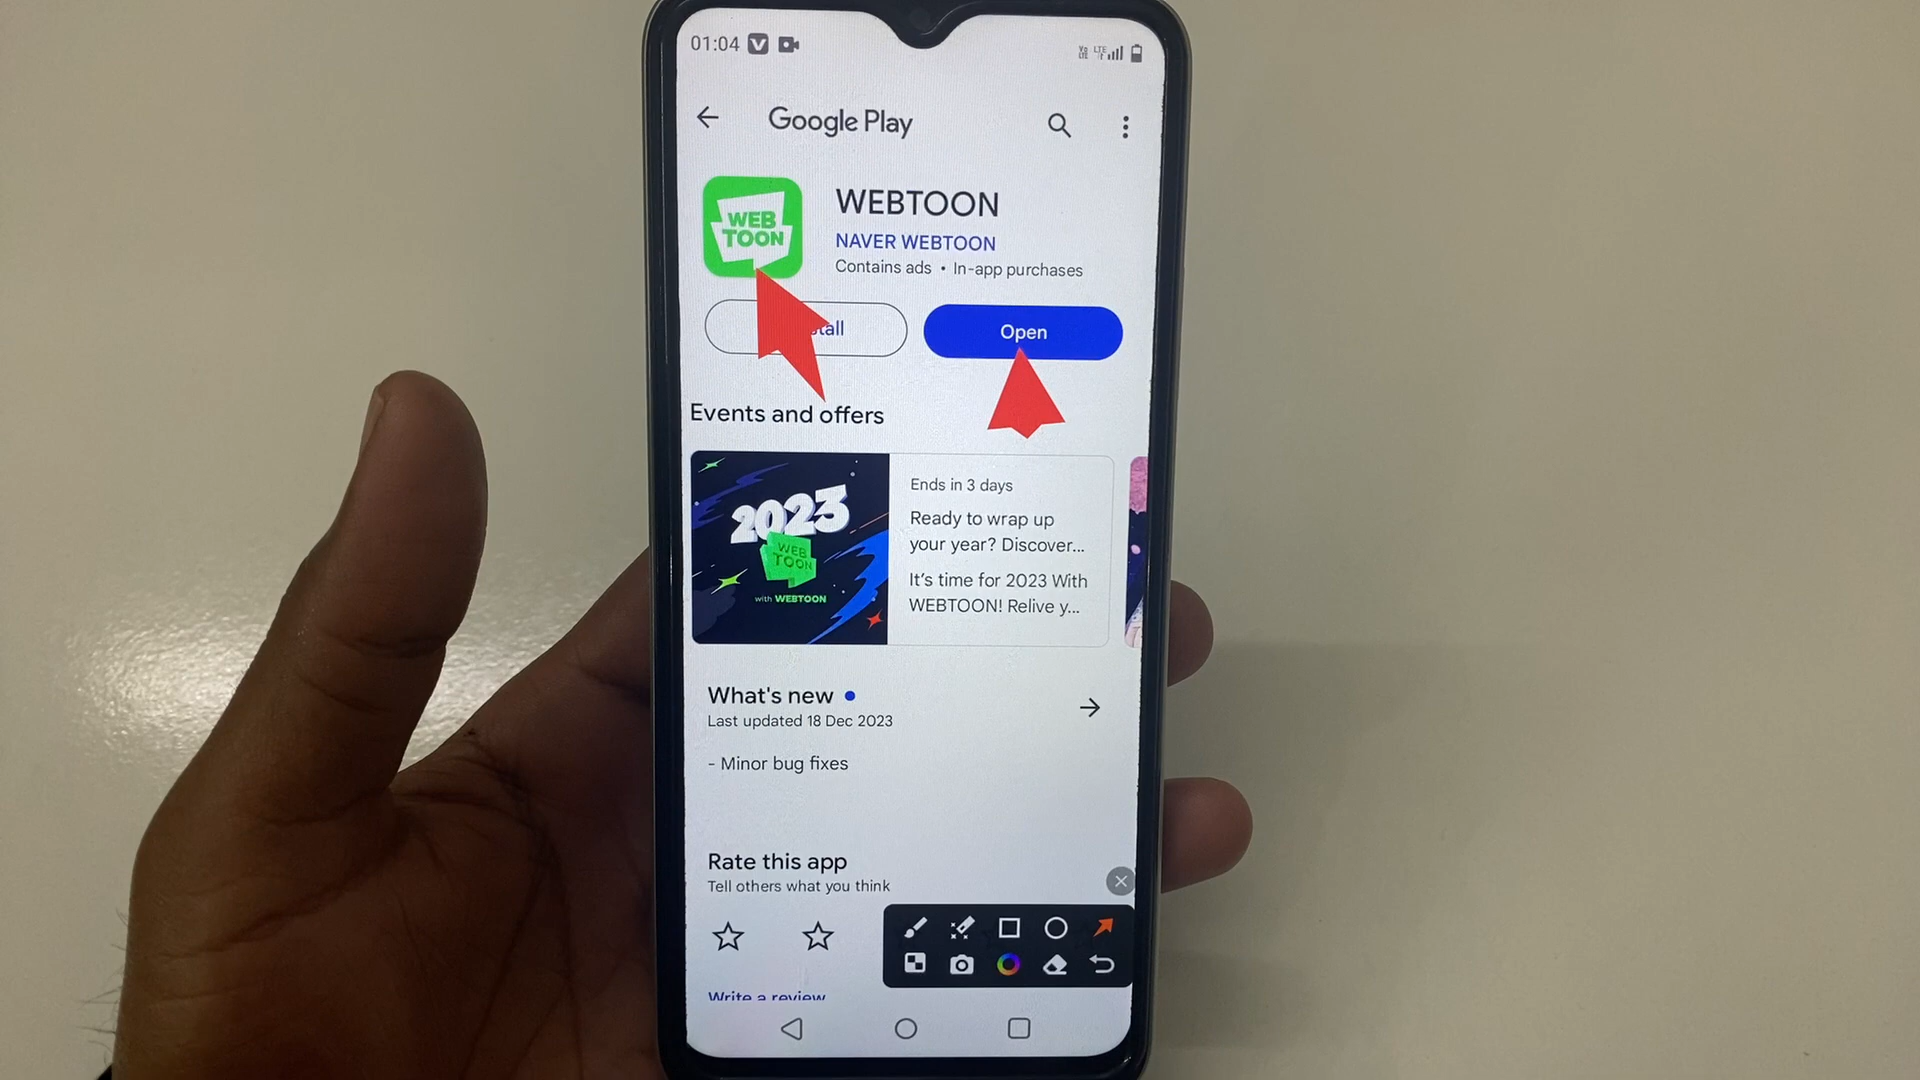 01:04
Vo LTE LTE
Google Play
WEB
TOON
WEBTOON
NAVER WEBTOON
Contains ads • In-app purchases
Open
Events and offers
2023
WEB
TOON
with WEBTOON
Ends in 3 days
Ready to wrap up
your year? Discover...
It's time for 2023 With
WEBTOON! Relive y...
What's new
Last updated 18 Dec 2023
- Minor bug fixes
Rate this app
Tell others what you think
Write a review